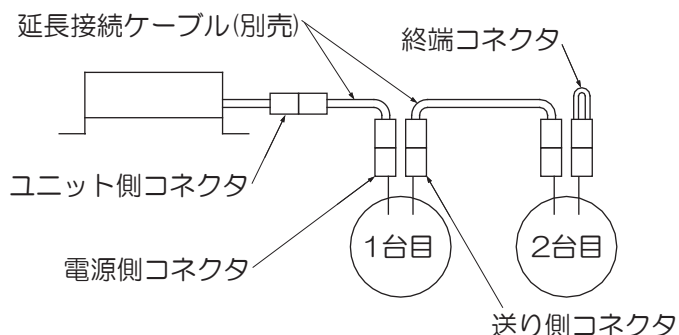 延長接続ケーブル(別売)
終端コネクタ
ユニット側コネクタ
1台目
2台目
電源側コネクタ
送り側コネクタ